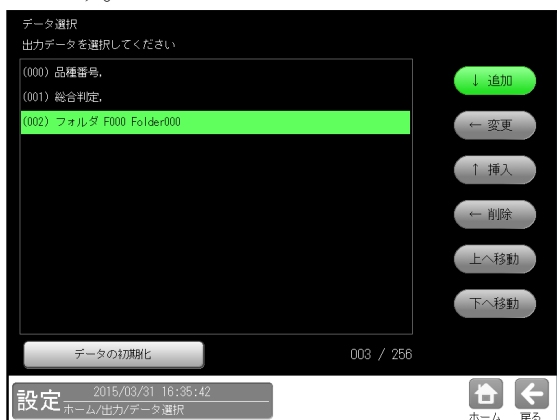 データ選択
出力データを選択してください
(000) 品種番号,
(001) 総合判定,
(002) フォルダ F000 Folder000
↓ 追加
← 変更
↑ 挿入
← 削除
上へ移動
下へ移動
データの初期化
003 / 256
設定
2015/03/31 16:35:42
ホーム/出力/データ選択
ホーム
戻る